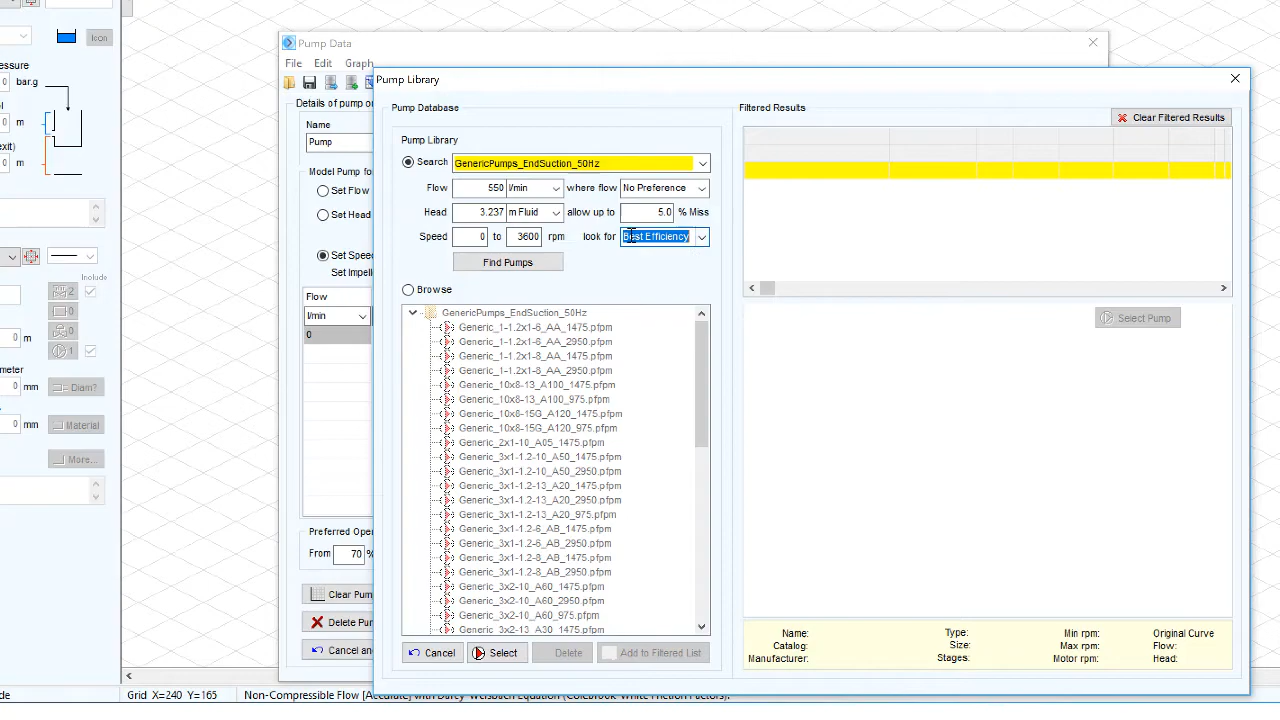 Icon
ssure
bar.g
m
exit)
m
Include
m
meter
mm
Diam?
mm
Material
More...
Pump Data
File Edit Graph
Details of pump or
Name
Pump
Model Pump for
Set Flow
Set Head
Set Spee
Set Impelle
Flow
l/min
0
Preferred Oper
From 70 %
Clear Pum
Delete Pum
Cancel and
Pump Library
Pump Database
Pump Library
Search GenericPumps_EndSuction_50Hz
Flow 550 l/min where flow No Preference
Head 3.237 m Fluid allow up to 5.0 % Miss
Speed 0 to 3600 rpm look for Best Efficiency
Find Pumps
Browse
GenericPumps_EndSuction_50Hz
Generic_1-1.2x1-6_AA_1475.pfpm
Generic_1-1.2x1-6_AA_2950.pfpm
Generic_1-1.2x1-8_AA_1475.pfpm
Generic_1-1.2x1-8_AA_2950.pfpm
Generic_10x8-13_A100_1475.pfpm
Generic_10x8-13_A100_975.pfpm
Generic_10x8-15G_A120_1475.pfpm
Generic_10x8-15G_A120_975.pfpm
Generic_2x1-10_A05_1475.pfpm
Generic_3x1-1.2-10_A50_1475.pfpm
Generic_3x1-1.2-10_A50_2950.pfpm
Generic_3x1-1.2-13_A20_1475.pfpm
Generic_3x1-1.2-13_A20_2950.pfpm
Generic_3x1-1.2-13_A20_975.pfpm
Generic_3x1-1.2-6_AB_1475.pfpm
Generic_3x1-1.2-6_AB_2950.pfpm
Generic_3x1-1.2-8_AB_1475.pfpm
Generic_3x1-1.2-8_AB_2950.pfpm
Generic_3x2-10_A60_1475.pfpm
Generic_3x2-10_A60_2950.pfpm
Generic_3x2-10_A60_975.pfpm
Generic_3x2-13_A30_1475.pfpm
Cancel Select Delete Add to Filtered List
Filtered Results
Clear Filtered Results
Select Pump
Name: Type: Min rpm: Original Curve
Catalog: Size: Max rpm: Flow:
Manufacturer: Stages: Motor rpm: Head:
de Grid X=240 Y=165 Non-Compressible Flow [Accurate] with Darcy-Weisbach Equation (Colebrook-White Friction Factors).